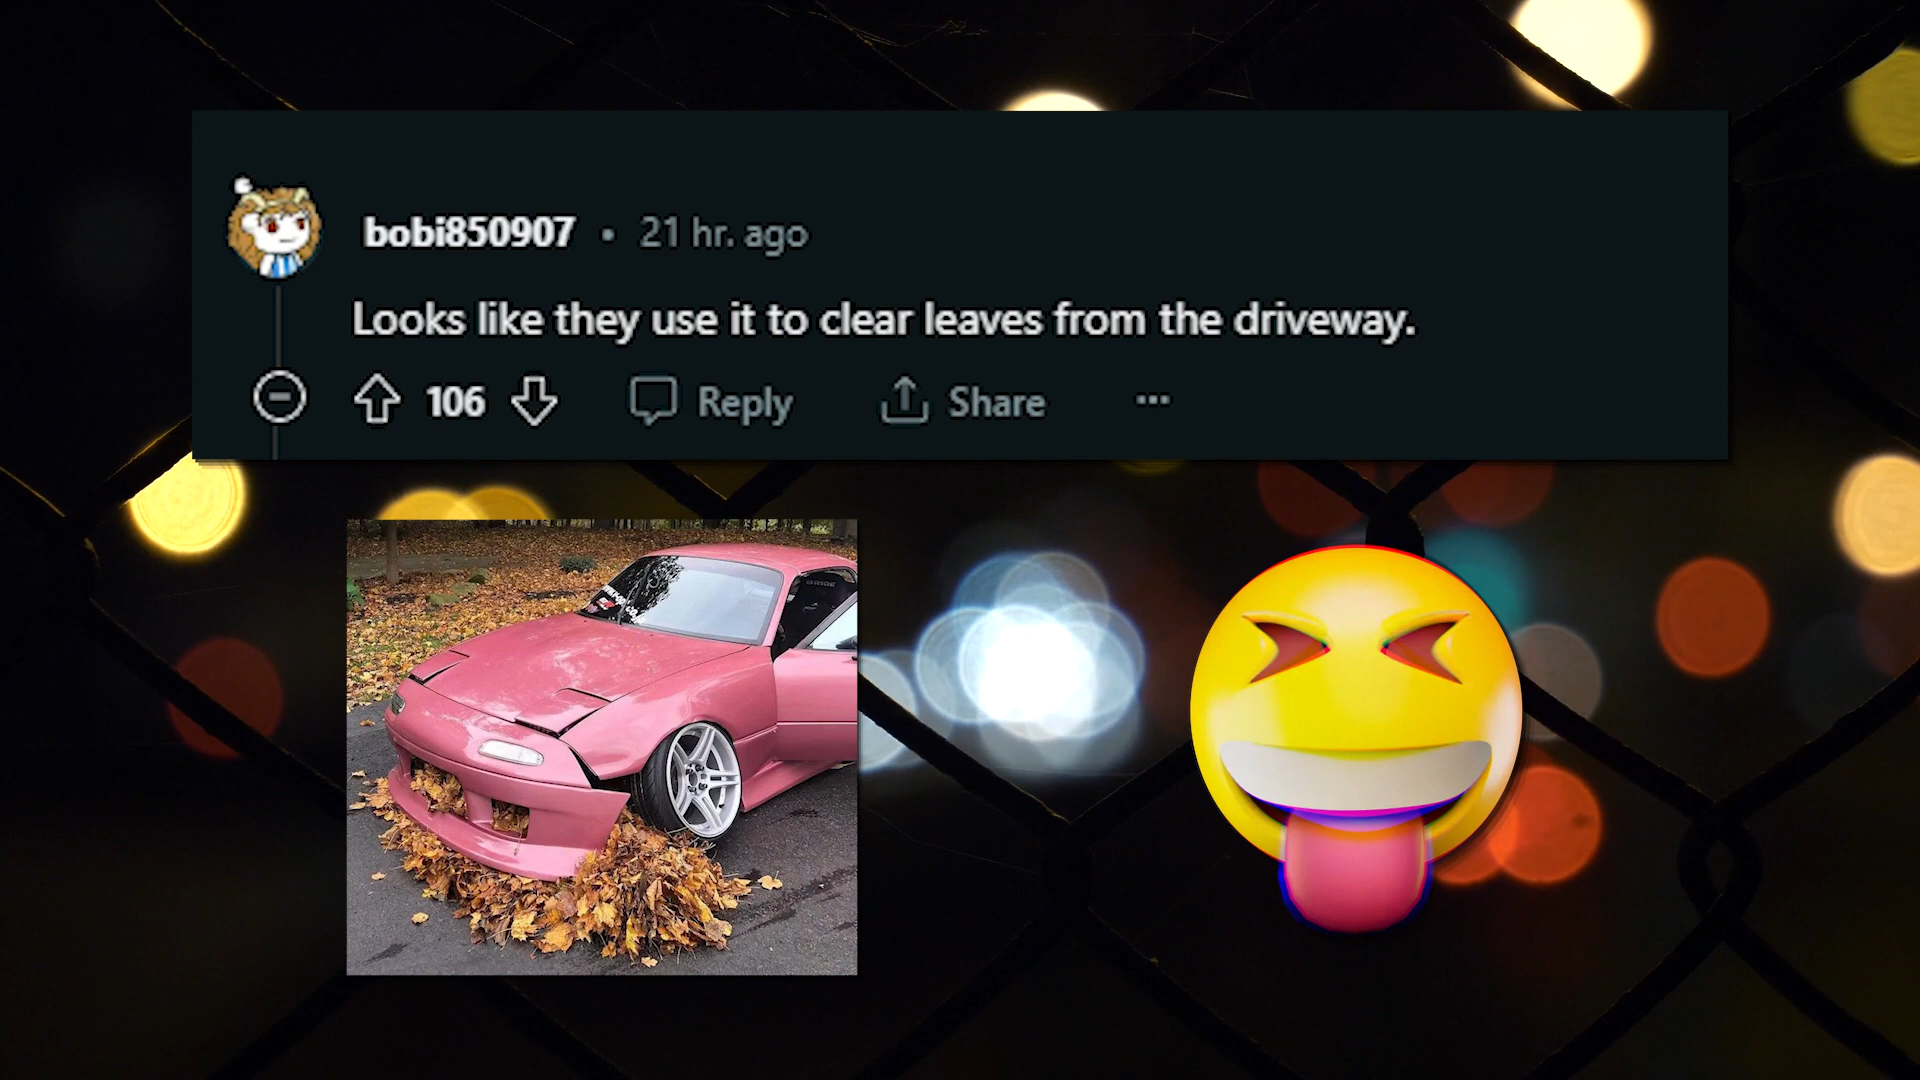 bobi850907 • 21 hr. ago
Looks like they use it to clear leaves from the driveway.
106 Reply Share ...